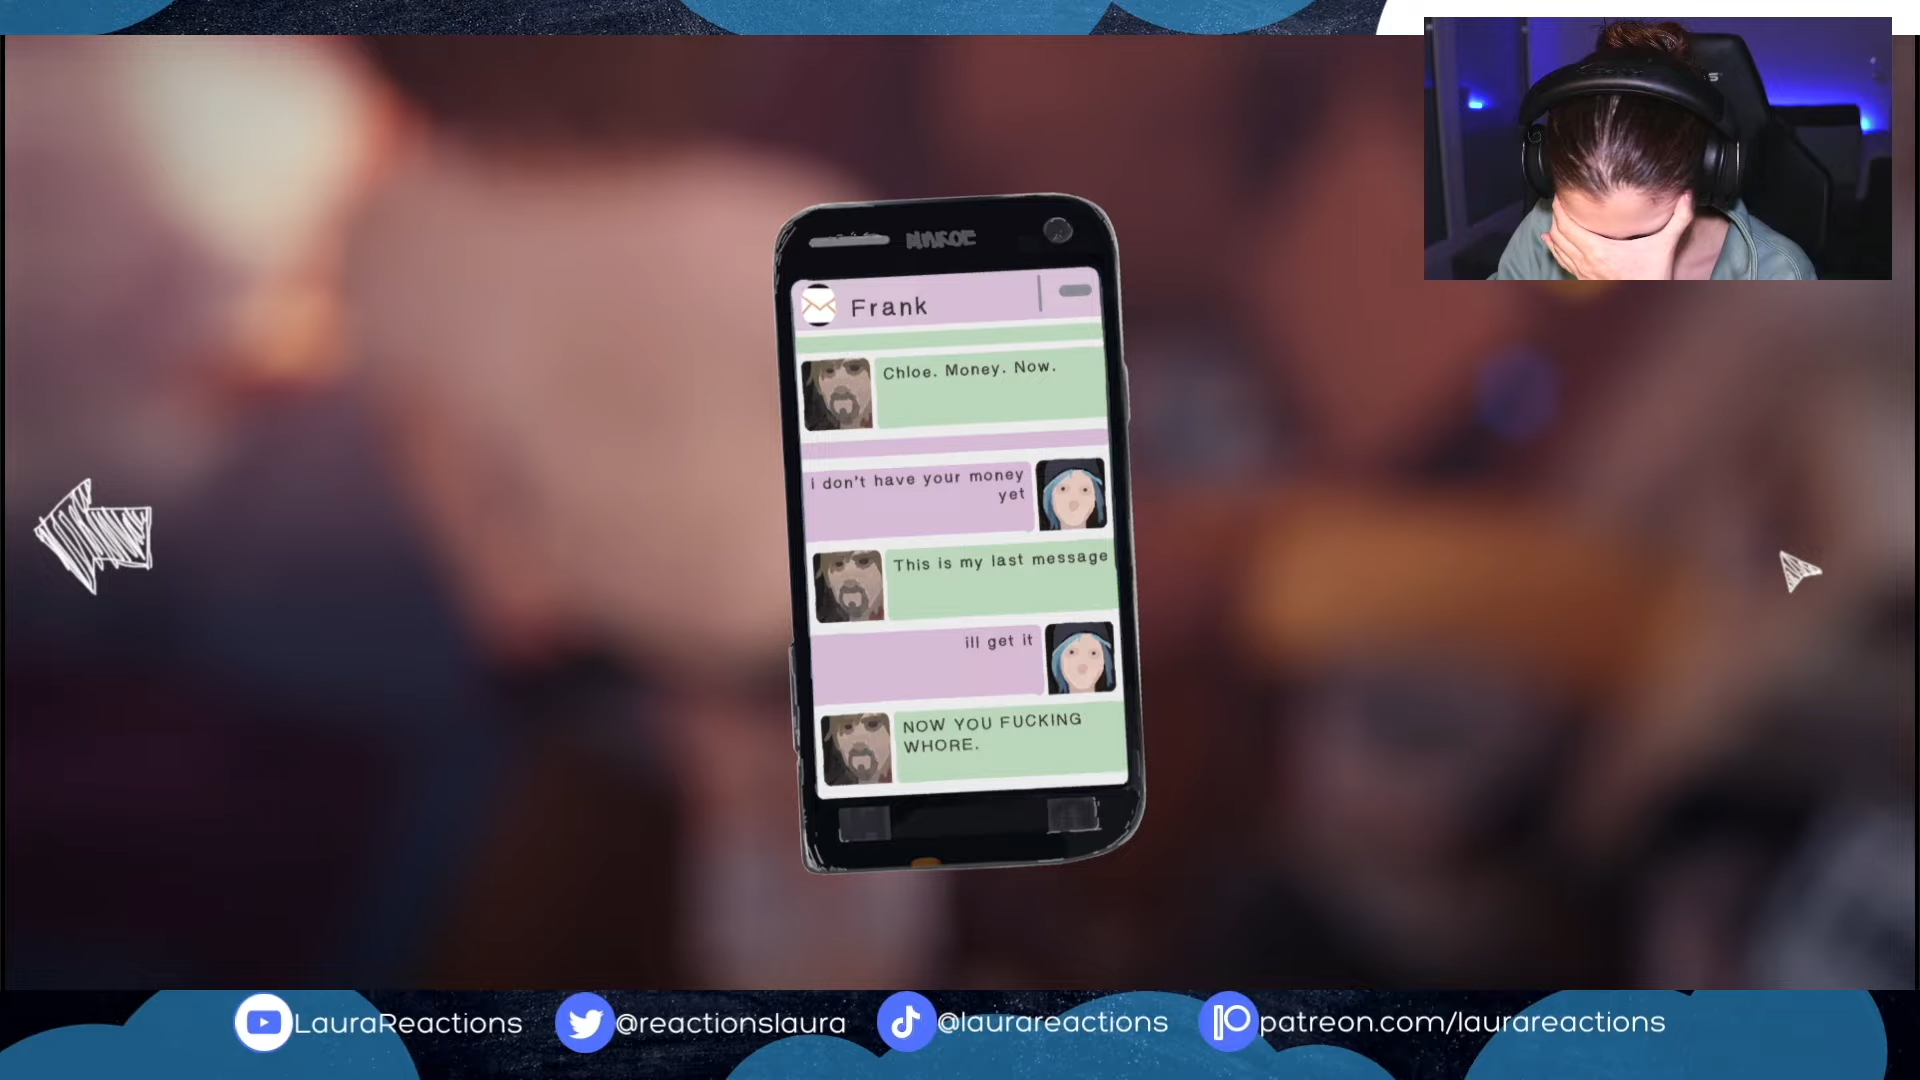 Frank
Chloe. Money. Now.
i don't have your money
yet
This is my last message
ill get it
NOW YOU FUCKING
WHORE.
LauraReactions
@reactionslaura
@laurareactions
patreon.com/laurareactions